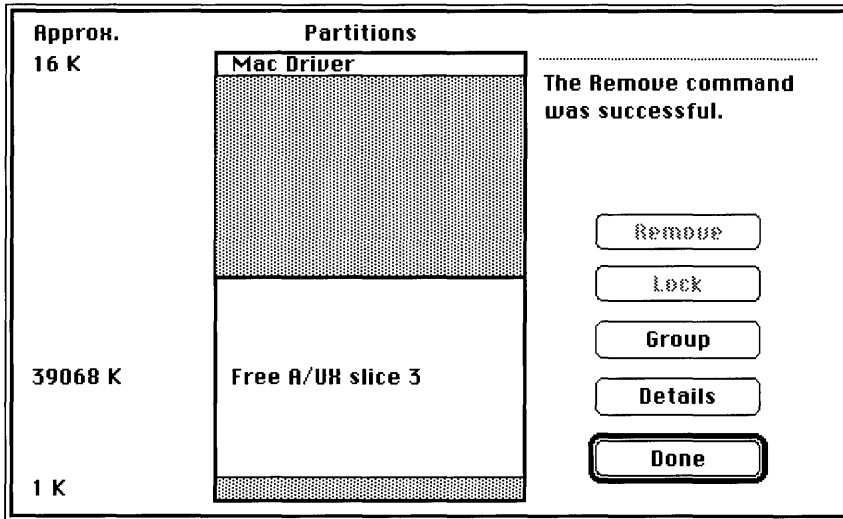 Approx. Partitions
16 K Mac Driver
The Remove command
was successful.
Remove
Lock
Group
39068 K Free A/UX slice 3
Details
Done
1 K